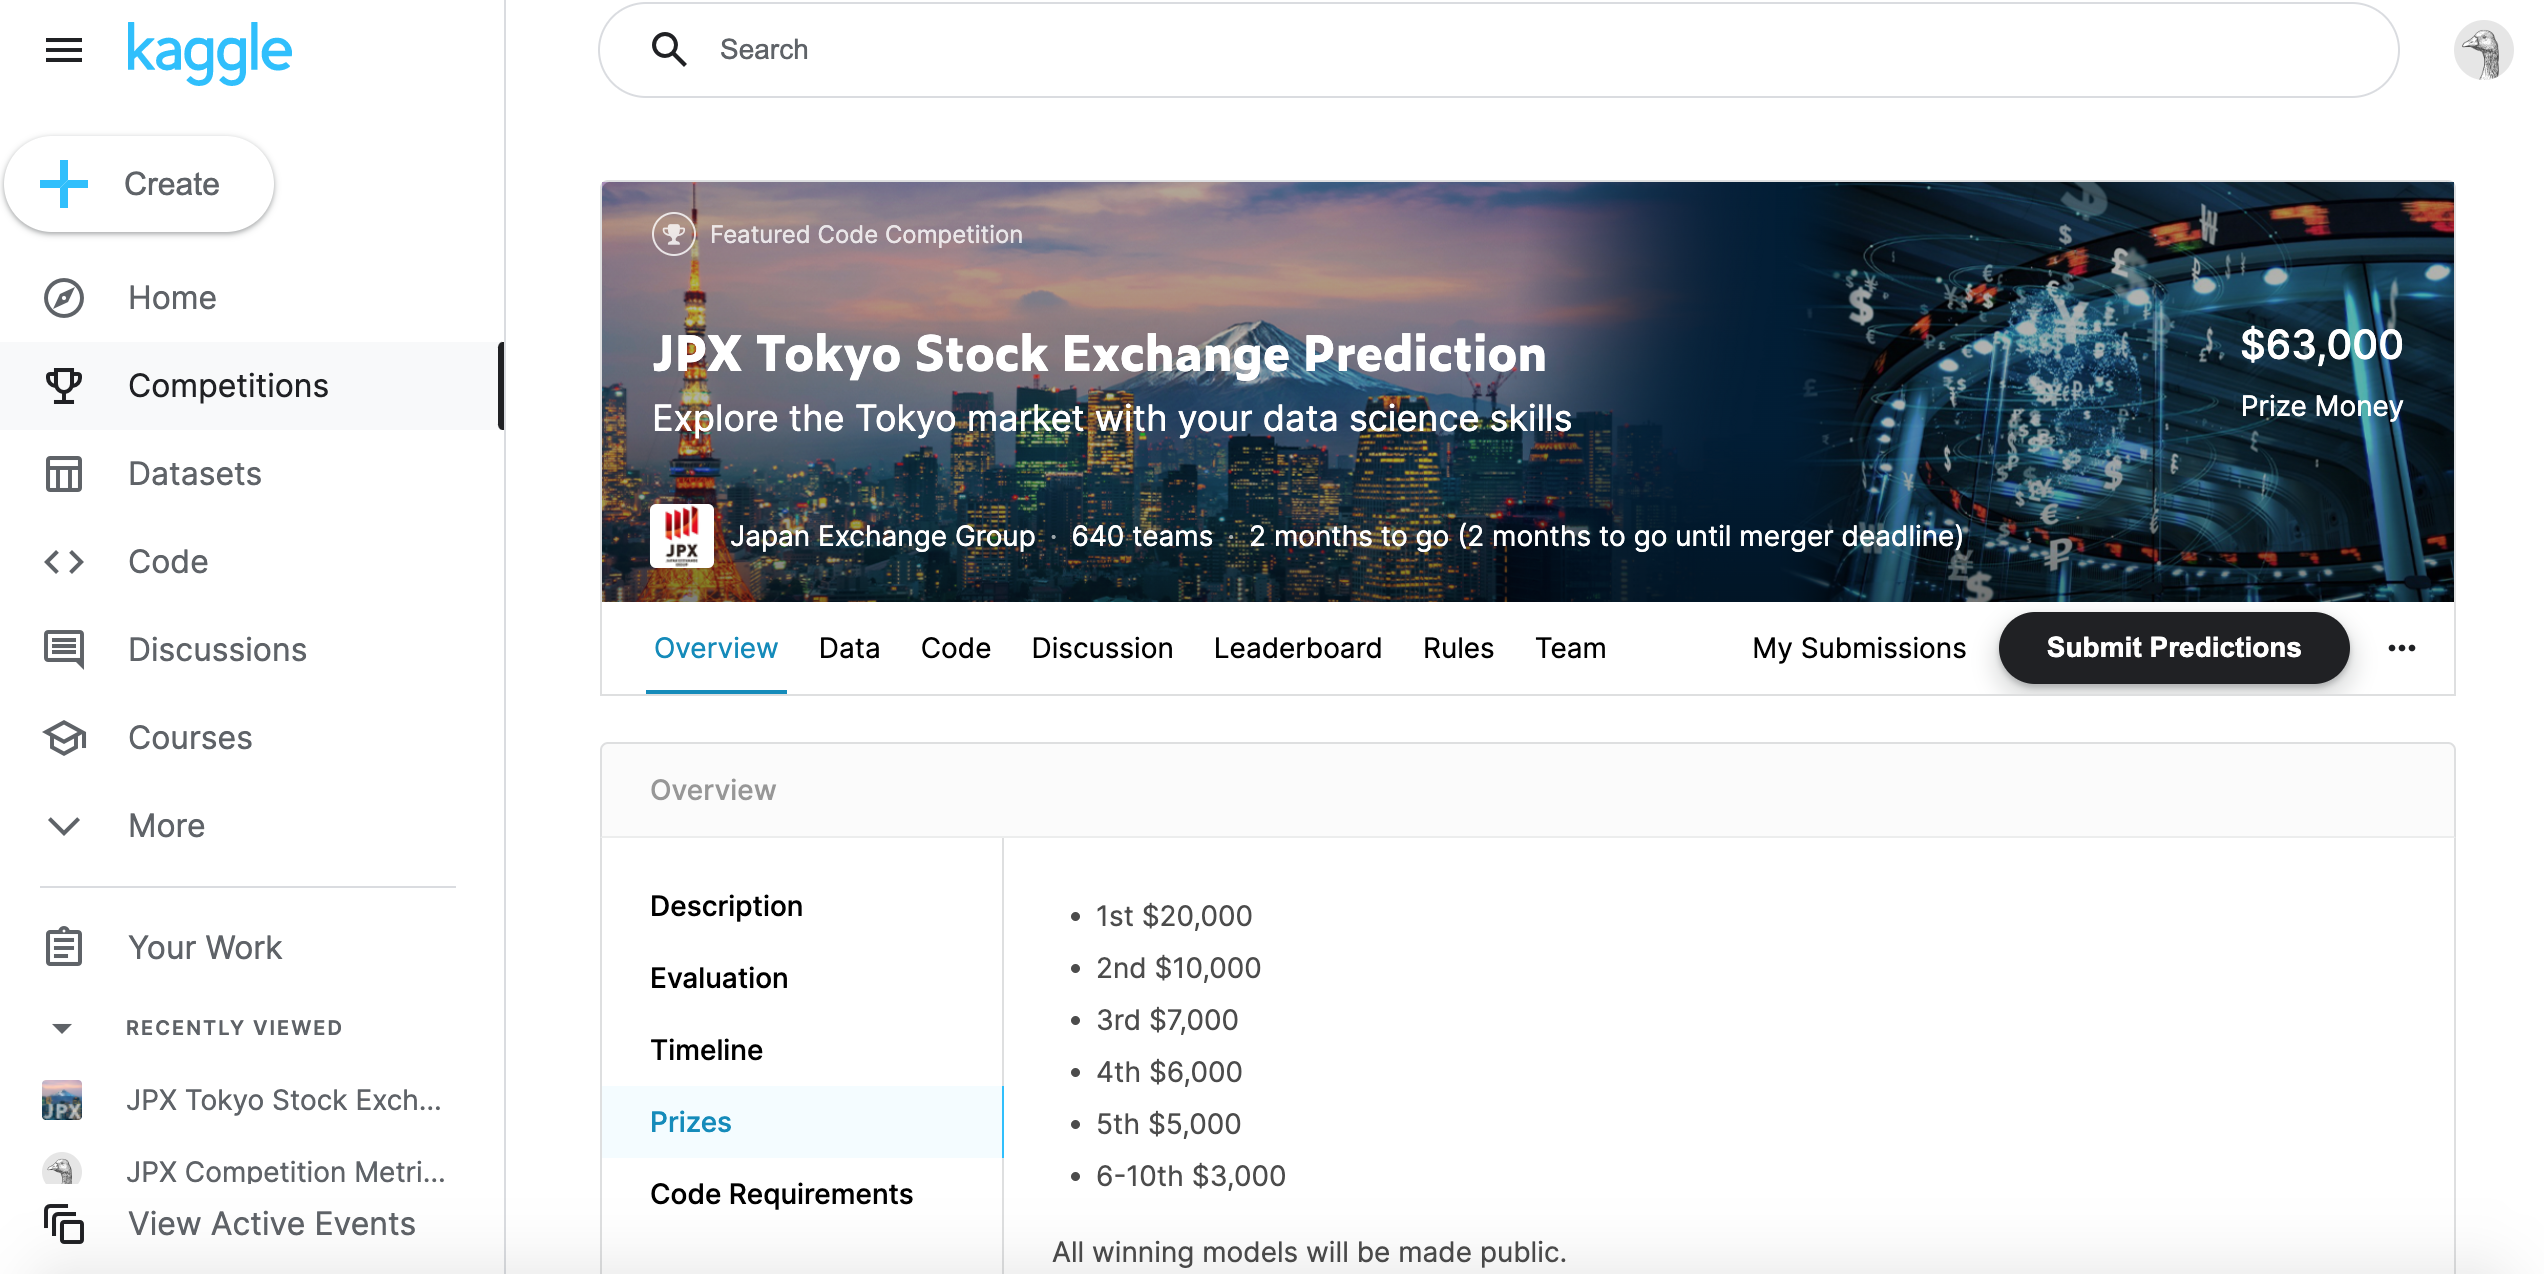 kaggle
Search
Create
Home
Competitions
Datasets
Code
Discussions
Courses
More
Your Work
RECENTLY VIEWED
JPX Tokyo Stock Exch...
JPX Competition Metri...
View Active Events
Featured Code Competition
JPX Tokyo Stock Exchange Prediction
Explore the Tokyo market with your data science skills
$63,000
Prize Money
JPX
Japan Exchange Group · 640 teams · 2 months to go (2 months to go until merger deadline)
Overview Data Code Discussion Leaderboard Rules Team My Submissions Submit Predictions
Overview
Description
Evaluation
Timeline
Prizes
Code Requirements
• 1st $20,000
• 2nd $10,000
• 3rd $7,000
• 4th $6,000
• 5th $5,000
• 6-10th $3,000
All winning models will be made public.